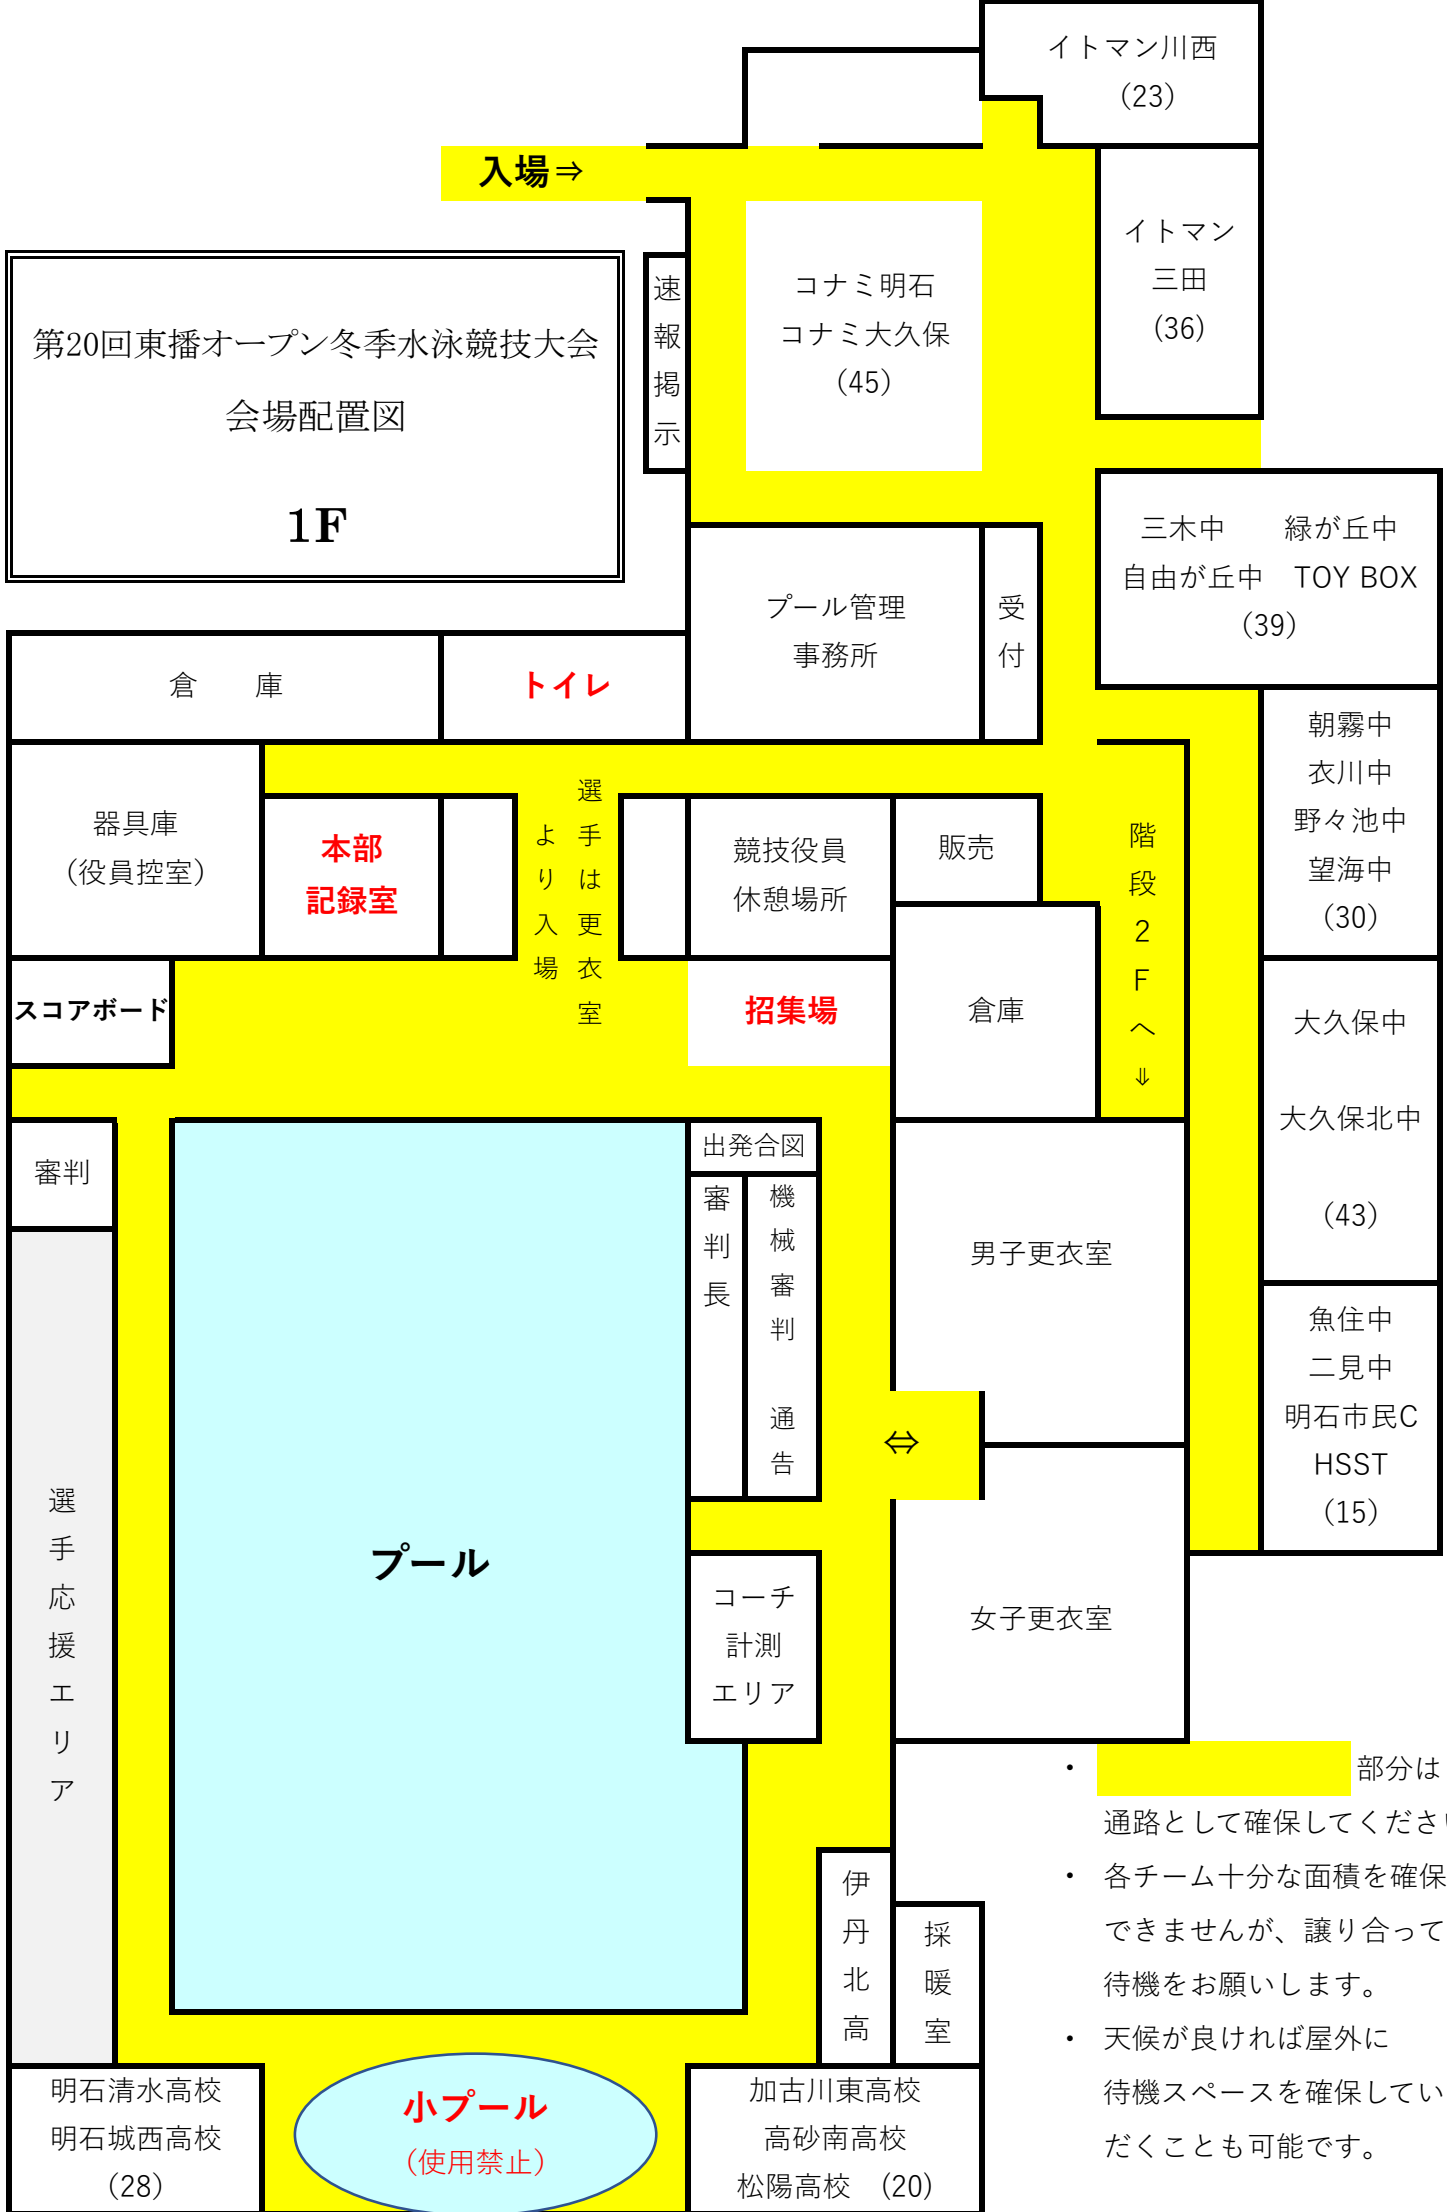 イトマン川西
(23)
入場⇒
イトマン
三田
(36)
コナミ明石
コナミ大久保
(45)
速報掲示
第20回東播オープン冬季水泳競技大会
会場配置図
1F
三木中　緑が丘中
自由が丘中　TOY BOX
(39)
プール管理
事務所
受付
倉　庫
トイレ
朝霧中
衣川中
野々池中
望海中
(30)
器具庫
(役員控室)
本部
記録室
選手は更衣室
より入場
競技役員
休憩場所
販売
階段2Fへ⇓
スコアボード
招集場
倉庫
大久保中
大久保北中
(43)
審判
出発合図
審判長
機械審判　通告
男子更衣室
魚住中
二見中
明石市民C
HSST
(15)
⇔
選手応援エリア
プール
コーチ
計測
エリア
女子更衣室
・　部分は
通路として確保してください
・ 各チーム十分な面積を確保
できませんが、譲り合って
待機をお願いします。
・ 天候が良ければ屋外に
待機スペースを確保してい
だくことも可能です。
伊丹北高
採暖室
明石清水高校
明石城西高校
(28)
小プール
(使用禁止)
加古川東高校
高砂南高校
松陽高校　(20)